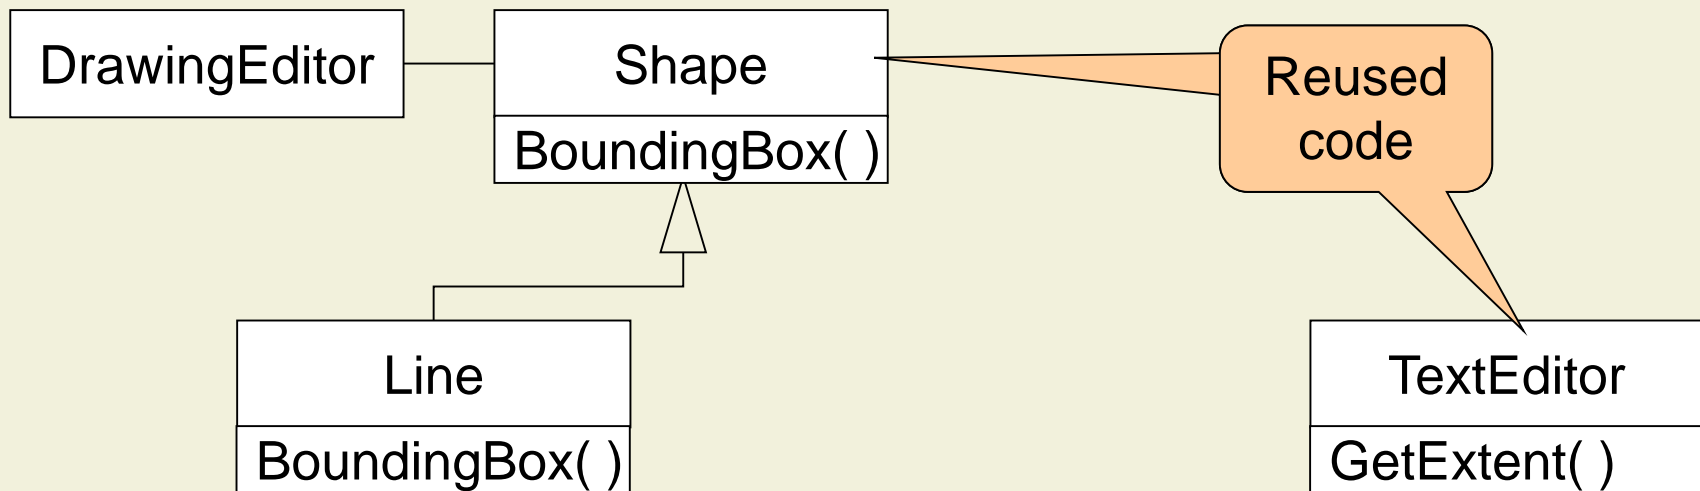 DrawingEditor
Shape
BoundingBox( )
Reused
code
Line
BoundingBox( )
TextEditor
GetExtent( )